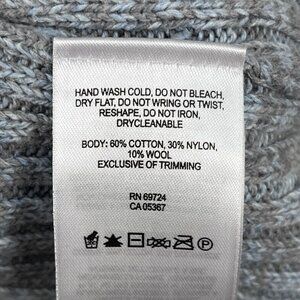 HAND WASH COLD, DO NOT BLEACH,
DRY FLAT, DO NOT WRING OR TWIST,
RESHAPE, DO NOT IRON,
DRYCLEANABLE
BODY: 60% COTTON, 30% NYLON,
10% WOOL
EXCLUSIVE OF TRIMMING
RN 69724
CA 05367
P